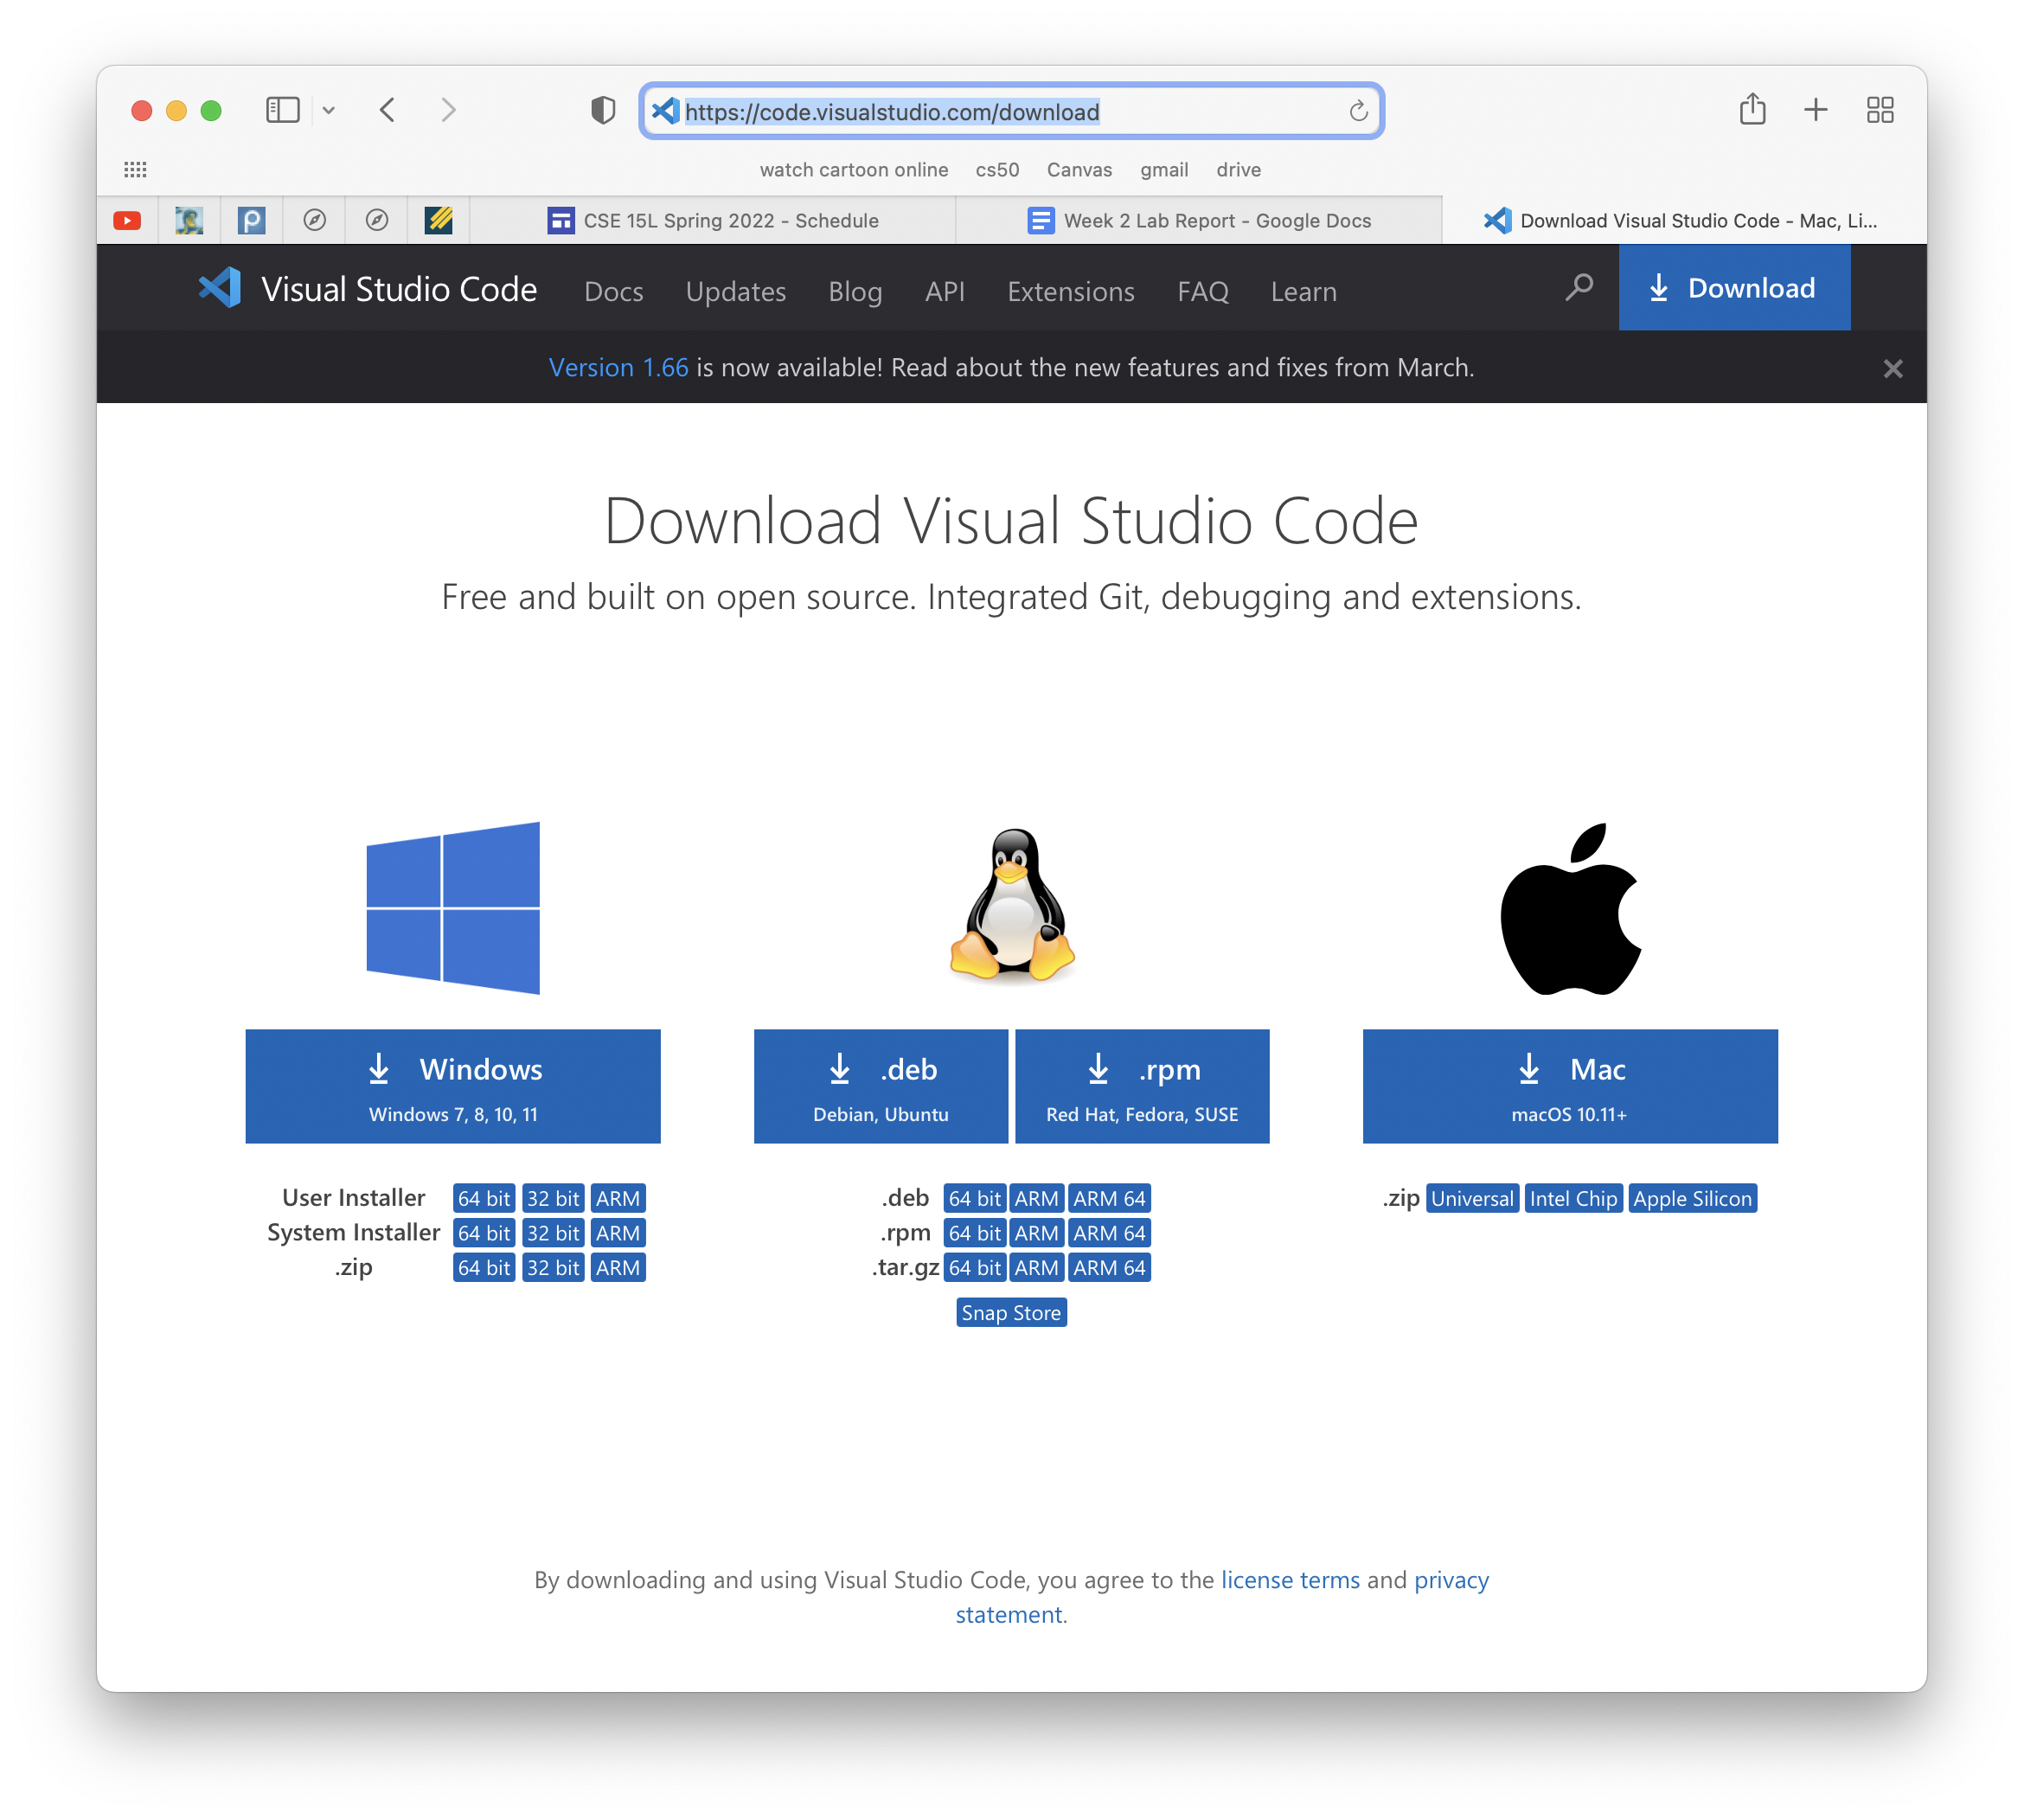 https://code.visualstudio.com/download
watch cartoon online cs50 Canvas gmail drive
CSE 15L Spring 2022 - Schedule Week 2 Lab Report - Google Docs Download Visual Studio Code - Mac, Li...
Visual Studio Code Docs Updates Blog API Extensions FAQ Learn Download
Version 1.66 is now available! Read about the new features and fixes from March.
Download Visual Studio Code
Free and built on open source. Integrated Git, debugging and extensions.
Windows
Windows 7, 8, 10, 11
User Installer 64 bit 32 bit ARM
System Installer 64 bit 32 bit ARM
.zip 64 bit 32 bit ARM
.deb
Debian, Ubuntu
.rpm
Red Hat, Fedora, SUSE
.deb 64 bit ARM ARM 64
.rpm 64 bit ARM ARM 64
.tar.gz 64 bit ARM ARM 64
Snap Store
Mac
macOS 10.11+
.zip Universal Intel Chip Apple Silicon
By downloading and using Visual Studio Code, you agree to the license terms and privacy
statement.